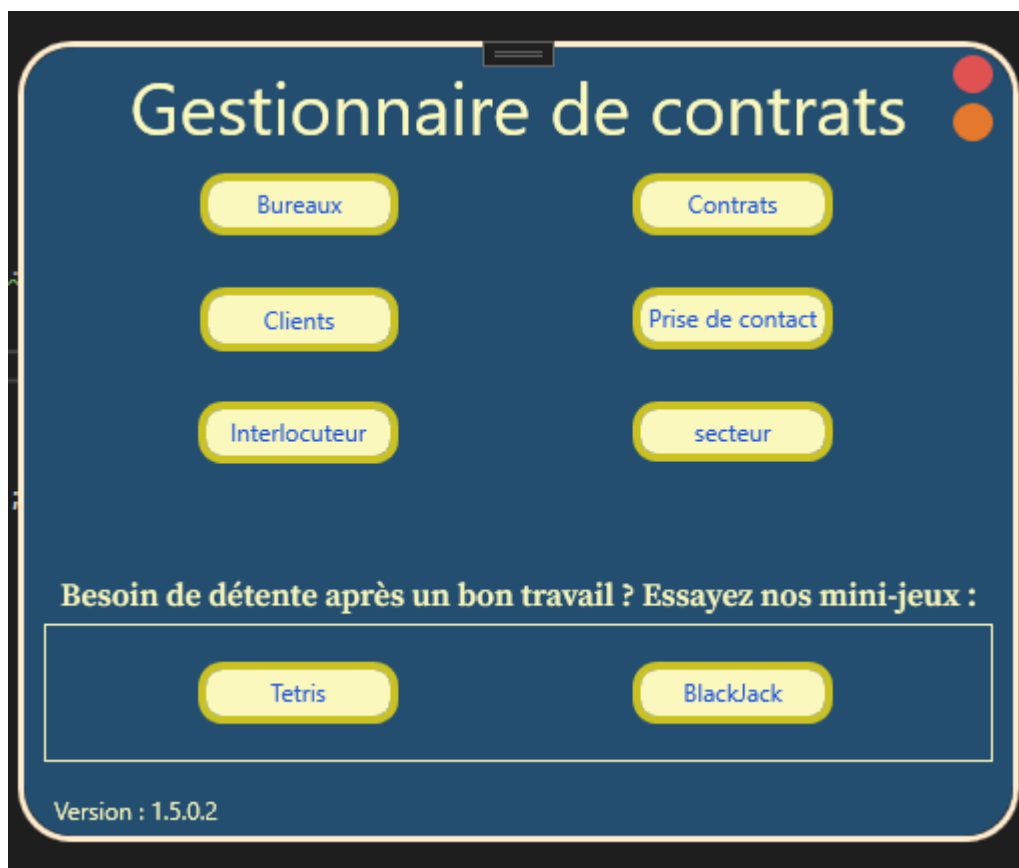 Gestionnaire de contrats
Bureaux
Contrats
Clients
Prise de contact
Interlocuteur
secteur
Besoin de détente après un bon travail ? Essayez nos mini-jeux :
Tetris
BlackJack
Version : 1.5.0.2